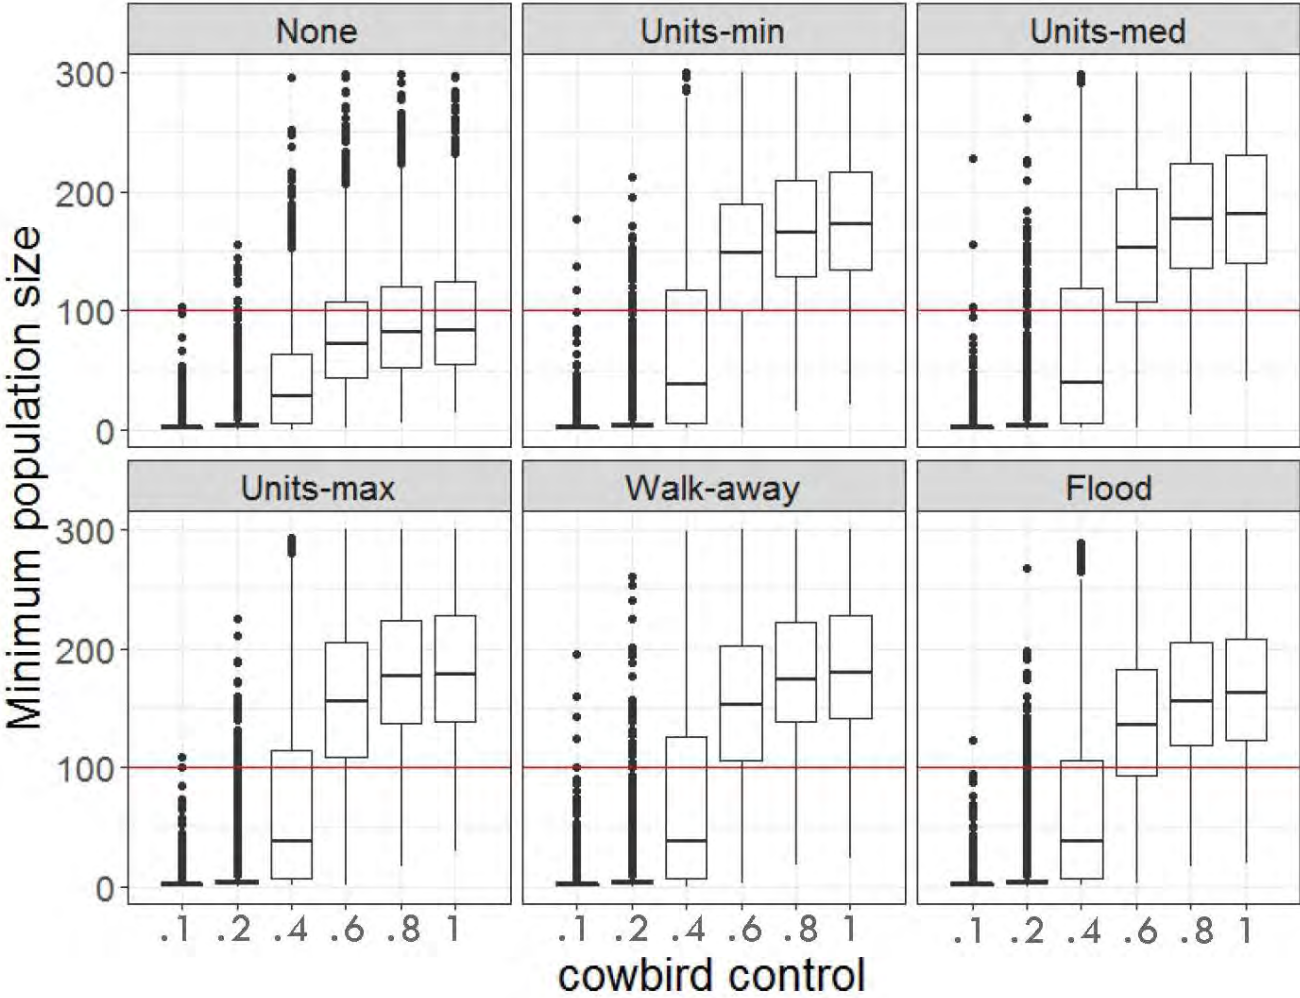 None Units-min Units-med
300
200
100
0
Units-max Walk-away Flood
300
200
100
0
.1 .2 .4 .6 .8 1 .1 .2 .4 .6 .8 1 .1 .2 .4 .6 .8 1
cowbird control
Minimum population size